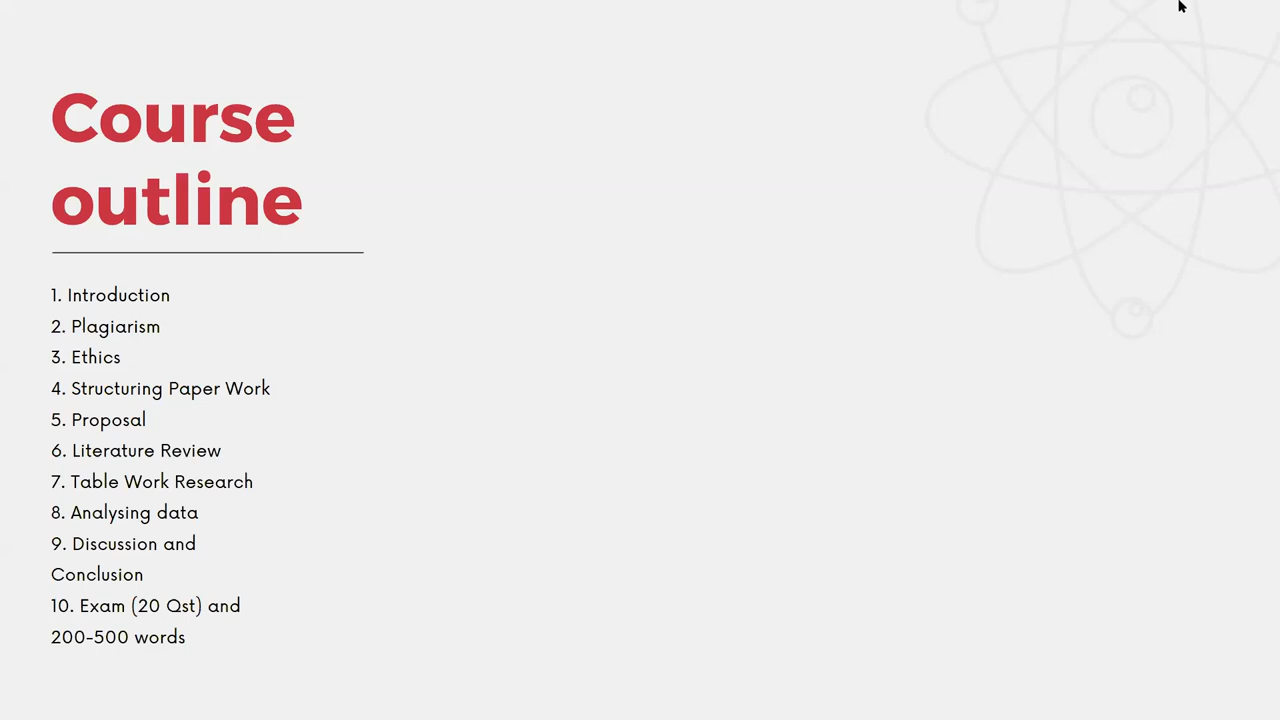 Course
outline
1. Introduction
2. Plagiarism
3. Ethics
4. Structuring Paper Work
5. Proposal
6. Literature Review
7. Table Work Research
8. Analysing data
9. Discussion and
Conclusion
10. Exam (20 Qst) and
200-500 words